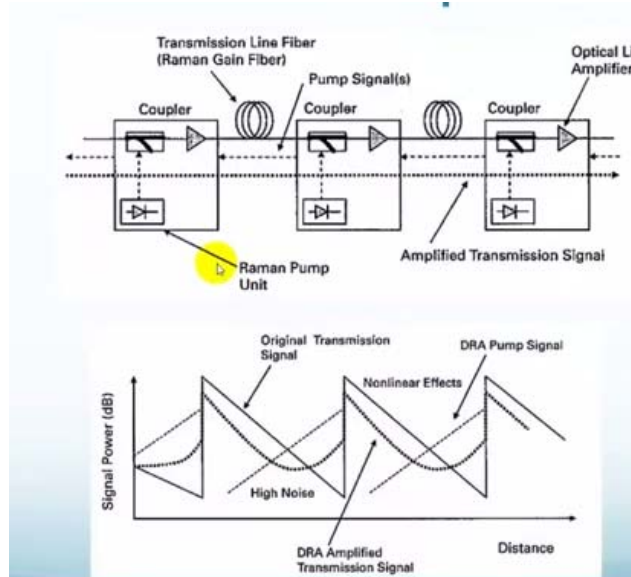 Transmission Line Fiber
(Raman Gain Fiber)
Optical Li
Amplifier
Pump Signal(s)
Coupler
Coupler
Coupler
Amplified Transmission Signal
Raman Pump
Unit
Original Transmission
Signal
DRA Pump Signal
Nonlinear Effects
Signal Power (dB)
High Noise
DRA Amplified
Transmission Signal
Distance